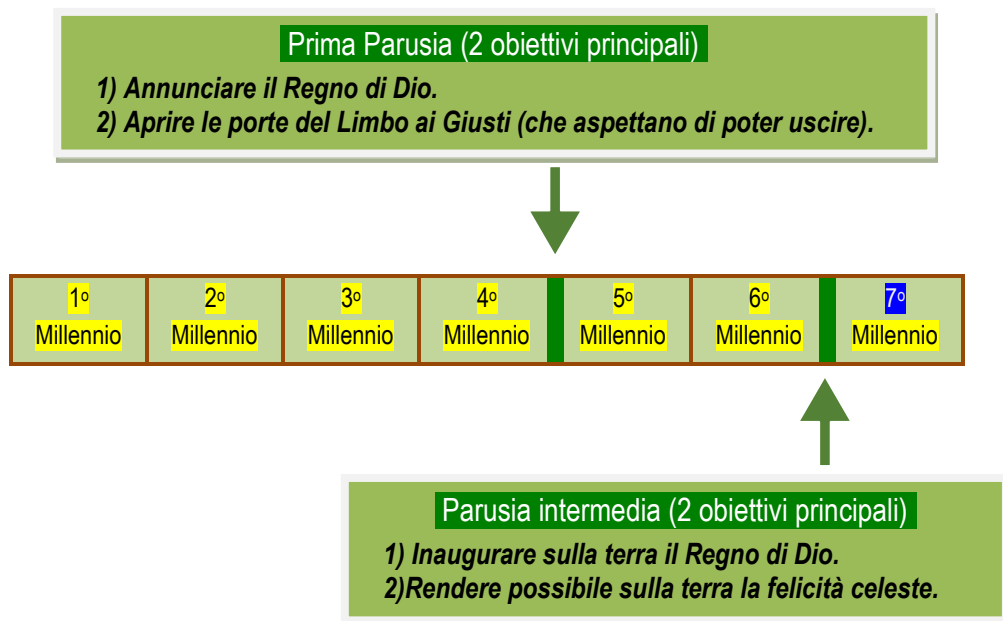 Prima Parusia (2 obiettivi principali)
1) Annunciare il Regno di Dio.
2) Aprire le porte del Limbo ai Giusti (che aspettano di poter uscire).
1º 2º 3º 4º 5º 6º 7º
Millennio Millennio Millennio Millennio Millennio Millennio Millennio
Parusia intermedia (2 obiettivi principali)
1) Inaugurare sulla terra il Regno di Dio.
2)Rendere possibile sulla terra la felicità celeste.